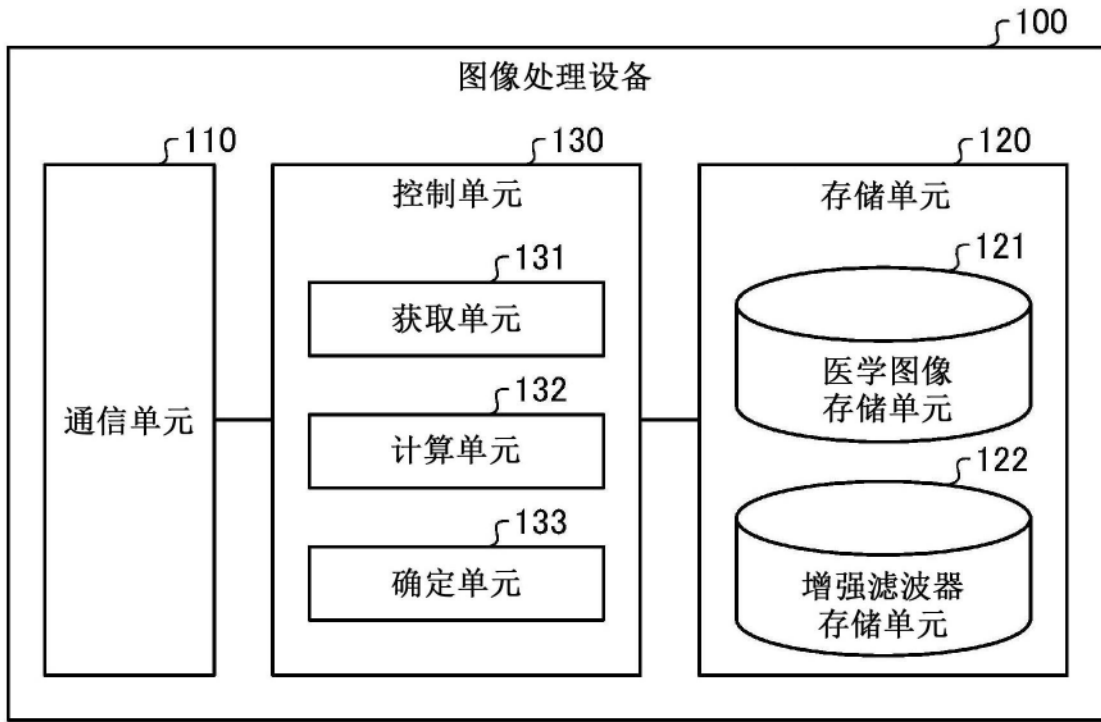 100
图像处理设备
110
通信单元
130
控制单元
131
获取单元
132
计算单元
133
确定单元
120
存储单元
121
医学图像
存储单元
122
增强滤波器
存储单元